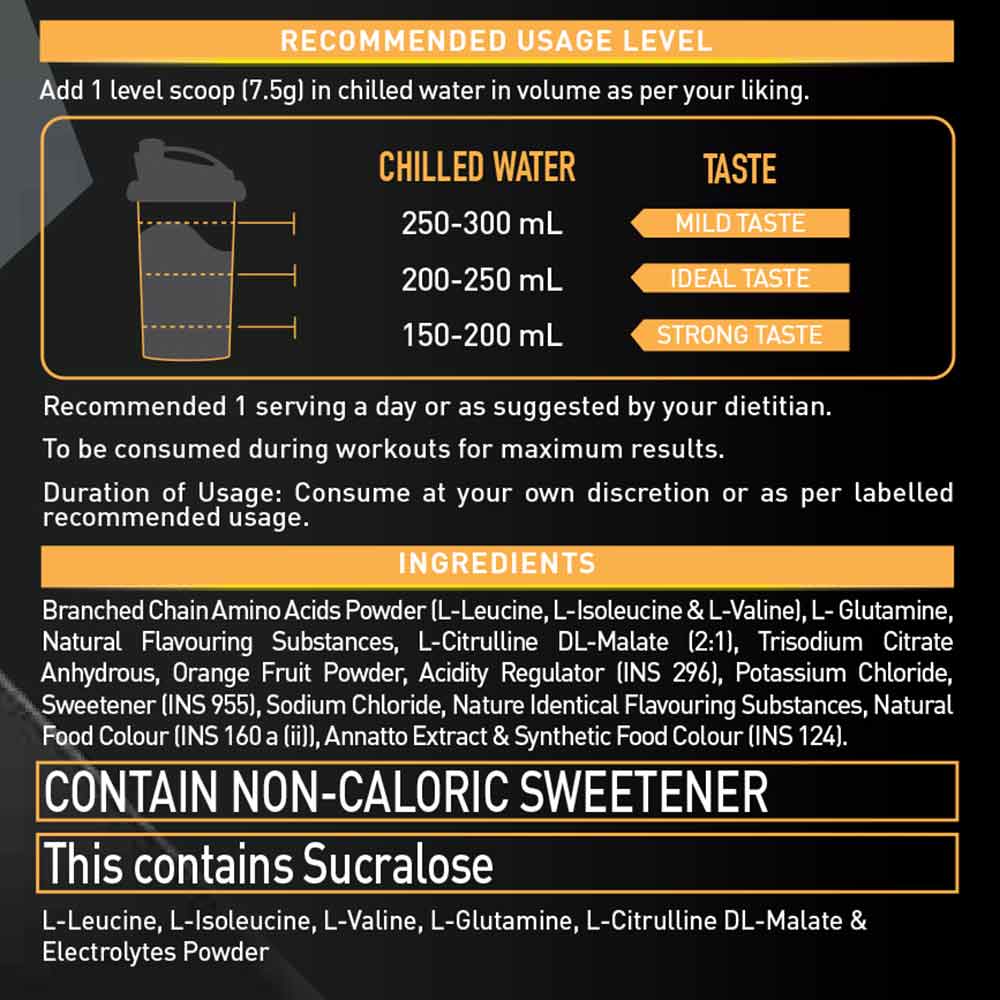 RECOMMENDED USAGE LEVEL
Add 1 level scoop (7.5g) in chilled water in volume as per your liking.
CHILLED WATER TASTE
250-300 mL MILD TASTE
200-250 mL IDEAL TASTE
150-200 mL STRONG TASTE
Recommended 1 serving a day or as suggested by your dietitian.
To be consumed during workouts for maximum results.
Duration of Usage: Consume at your own discretion or as per labelled
recommended usage.
INGREDIENTS
Branched Chain Amino Acids Powder (L-Leucine, L-Isoleucine & L-Valine), L- Glutamine,
Natural Flavouring Substances, L-Citrulline DL-Malate (2:1), Trisodium Citrate
Anhydrous, Orange Fruit Powder, Acidity Regulator (INS 296), Potassium Chloride,
Sweetener (INS 955), Sodium Chloride, Nature Identical Flavouring Substances, Natural
Food Colour (INS 160 a (ii)), Annatto Extract & Synthetic Food Colour (INS 124).
CONTAIN NON-CALORIC SWEETENER
This contains Sucralose
L-Leucine, L-Isoleucine, L-Valine, L-Glutamine, L-Citrulline DL-Malate &
Electrolytes Powder